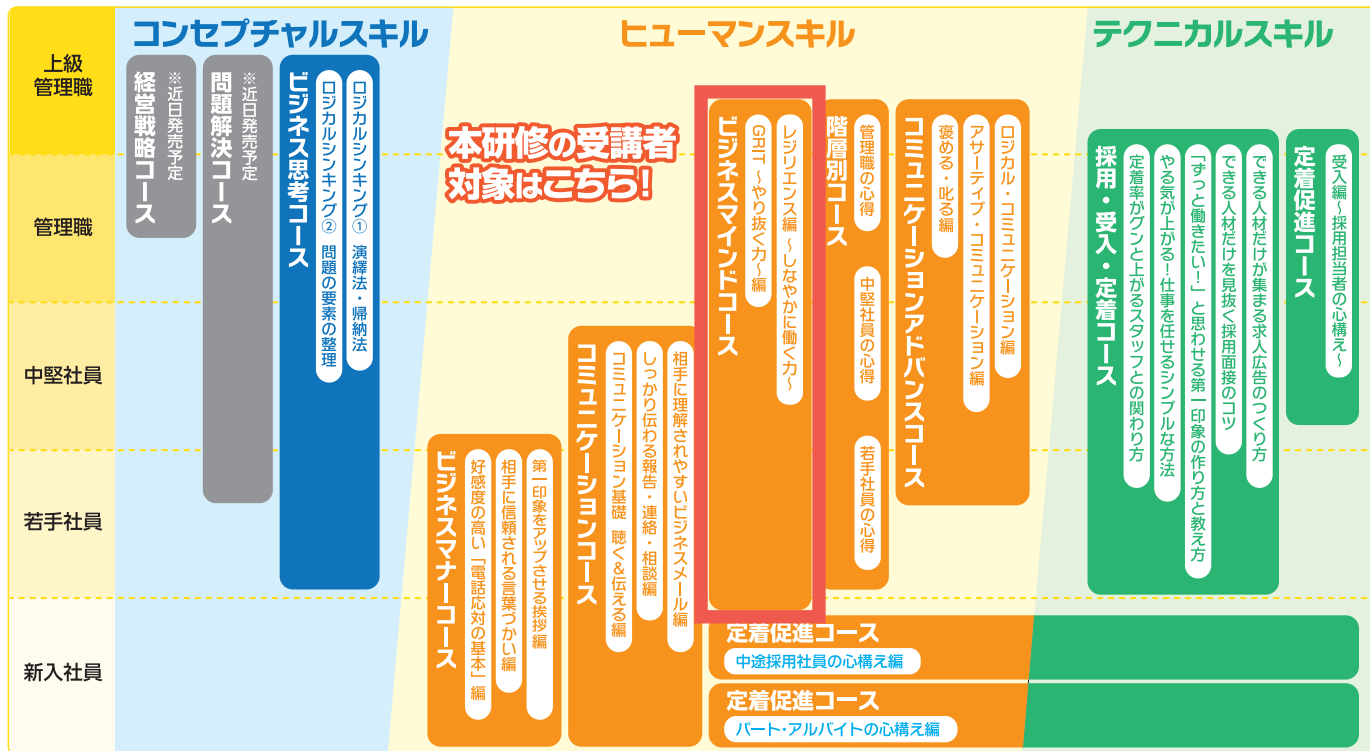 コンセプチャルスキル
ヒューマンスキル
テクニカルスキル
上級
管理職
管理職
中堅社員
若手社員
新入社員
経営戦略コース
※近日発売予定
問題解決コース
※近日発売予定
ビジネス思考コース
ロジカルシンキング① 演繹法・帰納法
ロジカルシンキング② 問題の要素の整理
本研修の受講者
対象はこちら!
ビジネスマナーコース
第一印象をアップさせる挨拶編
相手に信頼される言葉づかい編
好感度の高い「電話応対の基本」編
コミュニケーションコース
相手に理解されやすいビジネスメール編
しっかり伝わる報告・連絡・相談編
コミュニケーション基礎 聴く&伝える編
ビジネスマインドコース
レジリエンス編 ~しなやかに働く力~
GRIT ~やり抜く力~編
階層別コース
管理職の心得
中堅社員の心得
若手社員の心得
コミュニケーションアドバンスコース
ロジカル・コミュニケーション編
アサーティブ・コミュニケーション編
褒める・叱る編
採用・受入・定着コース
できる人材だけが集まる求人広告のつくり方
できる人材だけを見抜く採用面接のコツ
「ずっと働きたい!」と思わせる第一印象の作り方と教え方
やる気が上がる!仕事を任せるシンプルな方法
定着率がグンと上がるスタッフとの関わり方
定着促進コース
受入編~採用担当者の心構え~
定着促進コース
中途採用社員の心構え編
定着促進コース
パート・アルバイトの心構え編